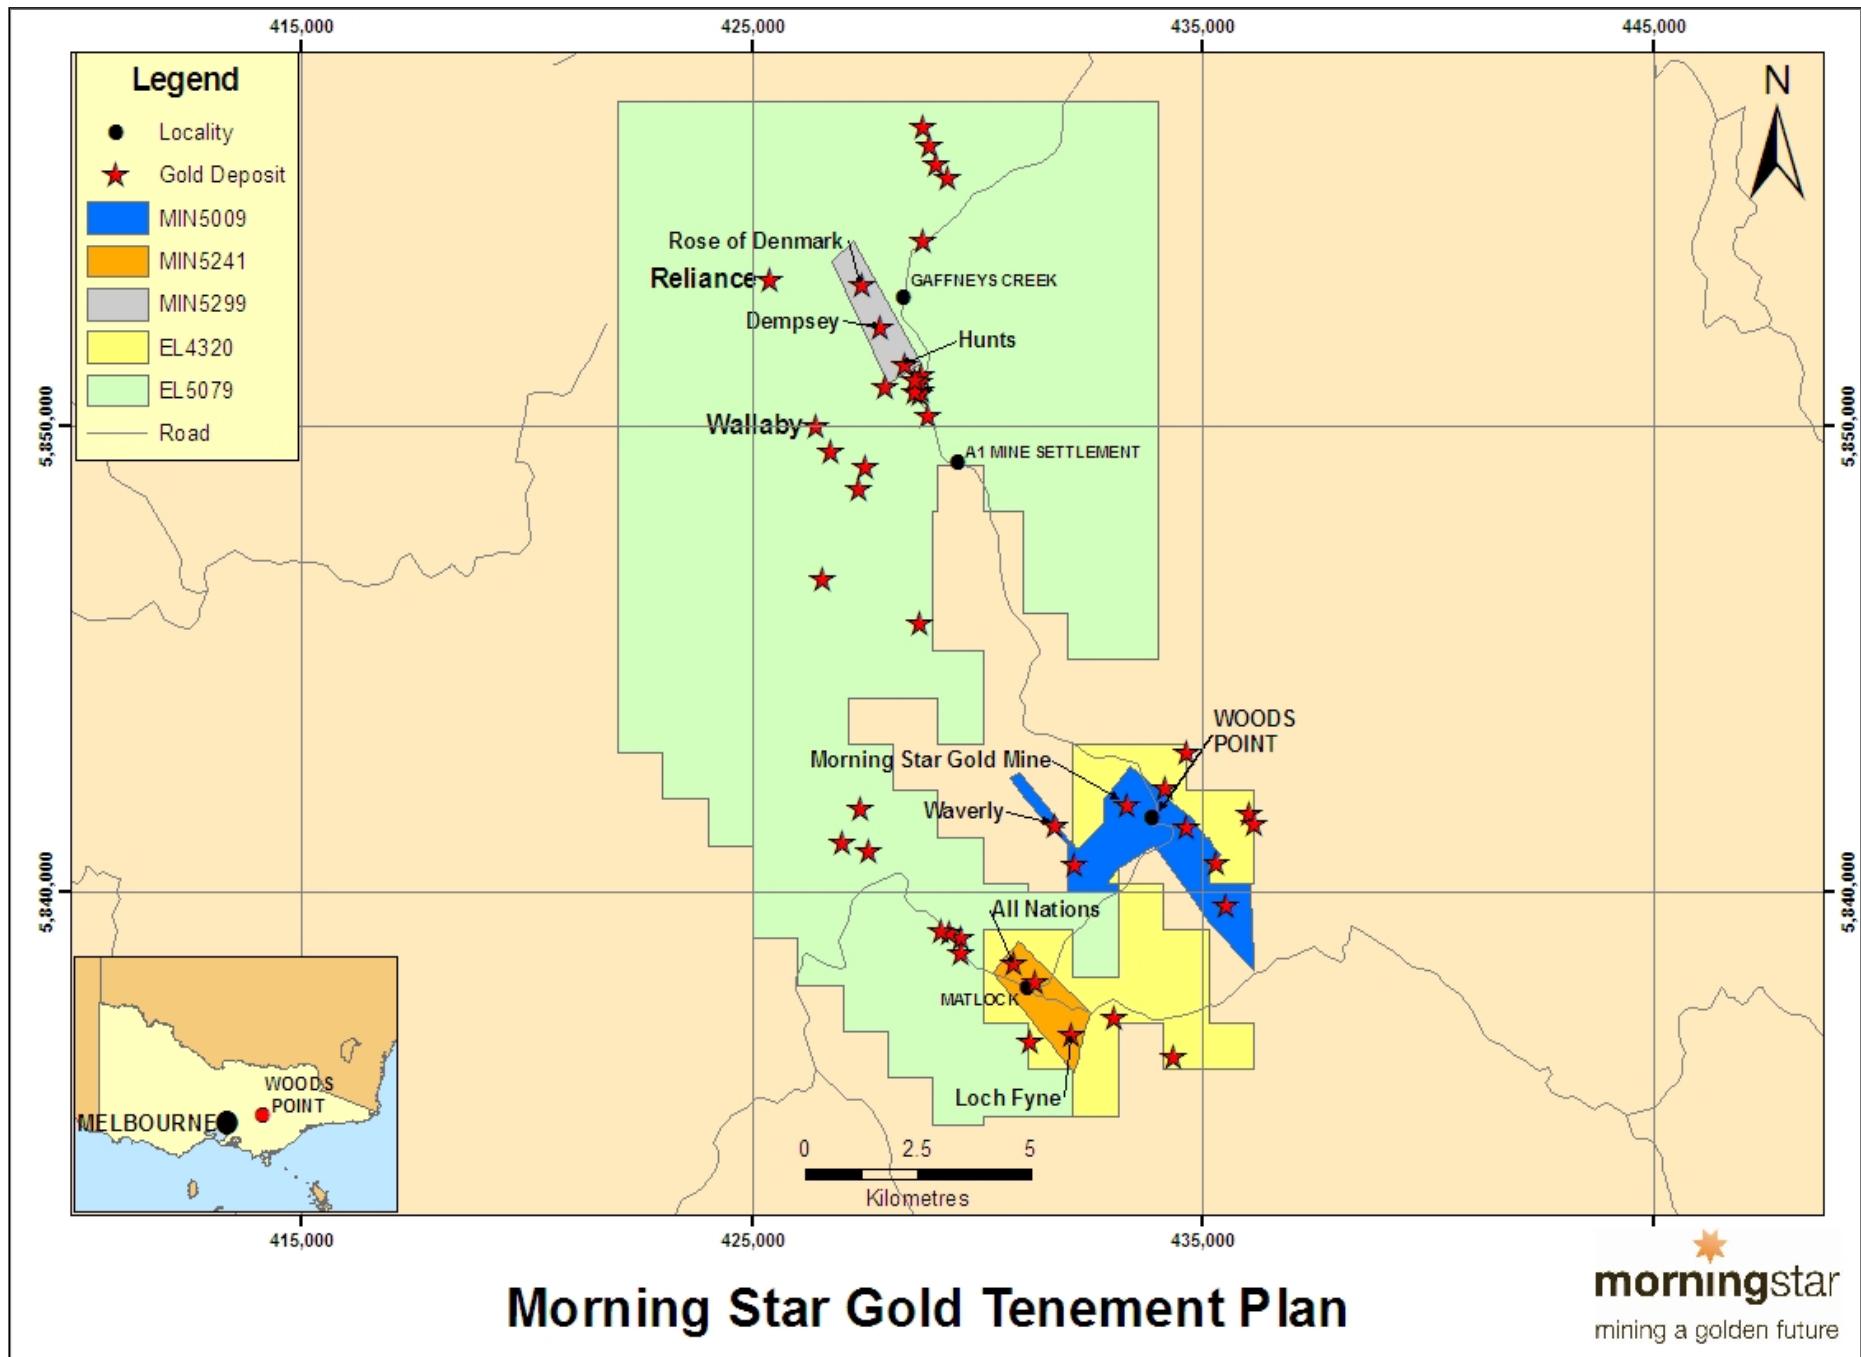 415,000
425,000
435,000
445,000
Legend
Locality
Gold Deposit
MIN5009
MIN5241
MIN5299
EL4320
EL5079
Road
N
Rose of Denmark
Reliance
GAFFNEYS CREEK
Dempsey
Hunts
5,850,000
Wallaby
5,850,000
A1 MINE SETTLEMENT
WOODS
POINT
Morning Star Gold Mine
Waverly
5,840,000
5,840,000
All Nations
MATLOCK
Loch Fyne
WOODS
POINT
MELBOURNE
0 2.5 5
Kilometres
415,000
425,000
435,000
445,000
Morning Star Gold Tenement Plan
morningstar
mining a golden future